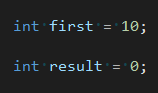 int first = 10;
int result = 0;